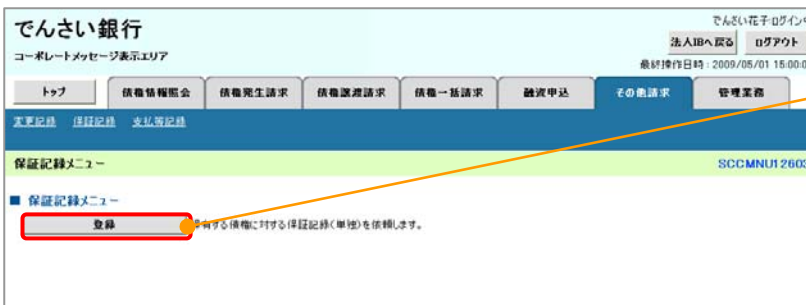 でんさい銀行
コーポレートメッセージ表示エリア
でんさい花子ログイン中
法人IBへ戻る
ログアウト
最終操作日時:2009/05/01 15:00:0
トップ
債権情報照会
債権発生請求
債権譲渡請求
債権一括請求
融資申込
その他請求
管理業務
変更記録 保証記録 支払等記録
保証記録メニュー
SCCMNU12603
■ 保証記録メニュー
登録
保有する債権に対する保証記録(単独)を依頼します。